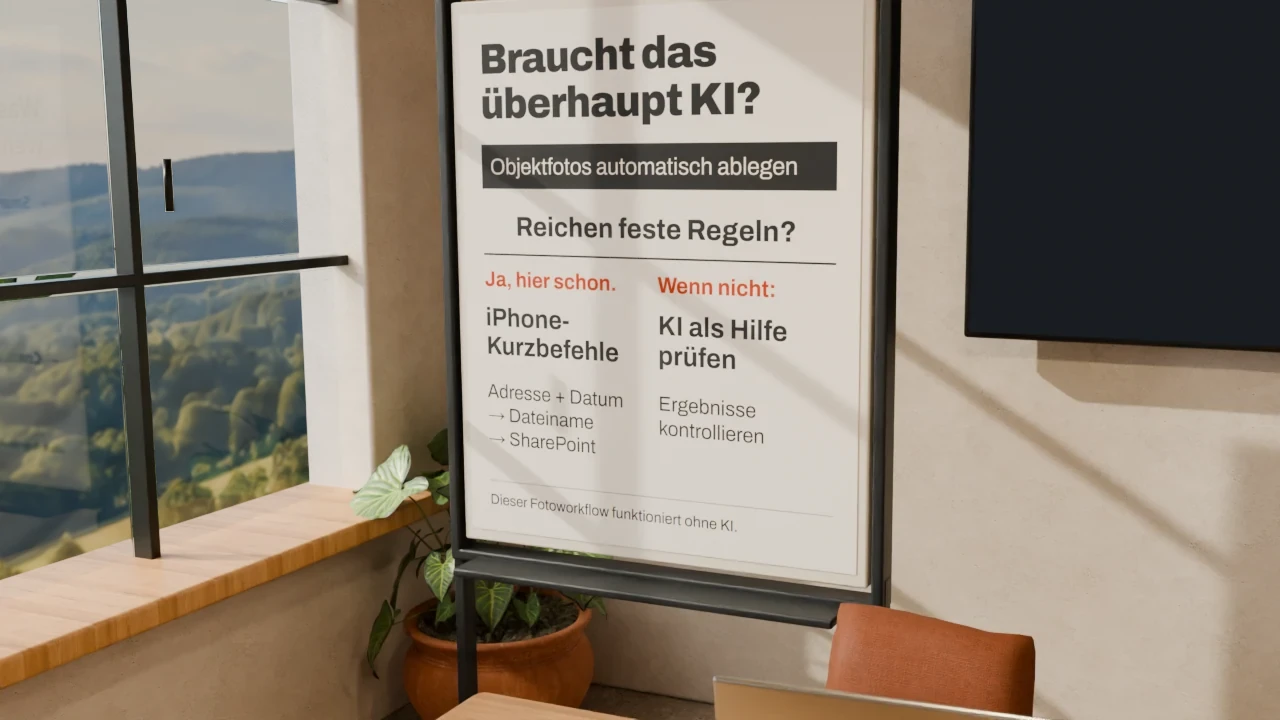 Braucht das
überhaupt KI?
Objektfotos automatisch ablegen
Reichen feste Regeln?
Ja, hier schon.
iPhone-
Kurzbefehle
Adresse + Datum
→ Dateiname
→ SharePoint
Wenn nicht:
KI als Hilfe
prüfen
Ergebnisse
kontrollieren
Dieser Fotoworkflow funktioniert ohne KI.